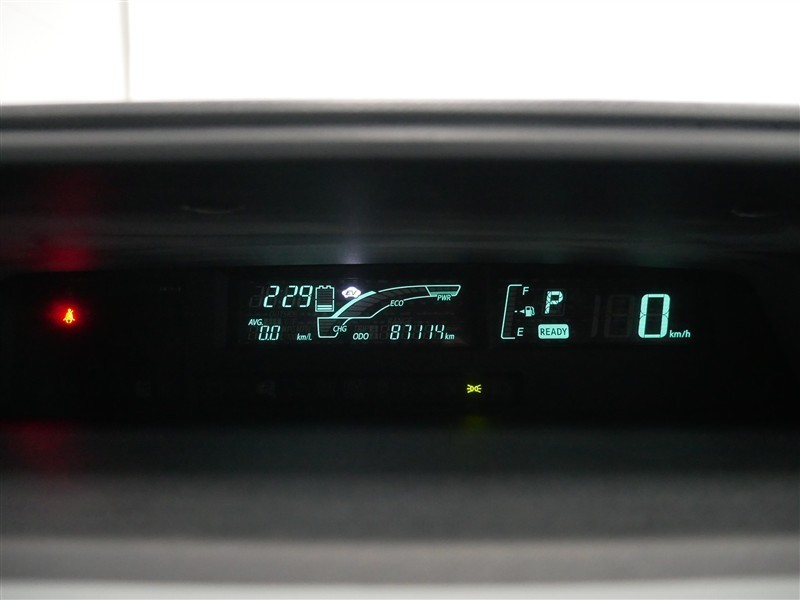 2:29 EV ECO PWR
AVG. 0.0 km/L CHG ODO 87114 km
F P
E READY
0 km/h